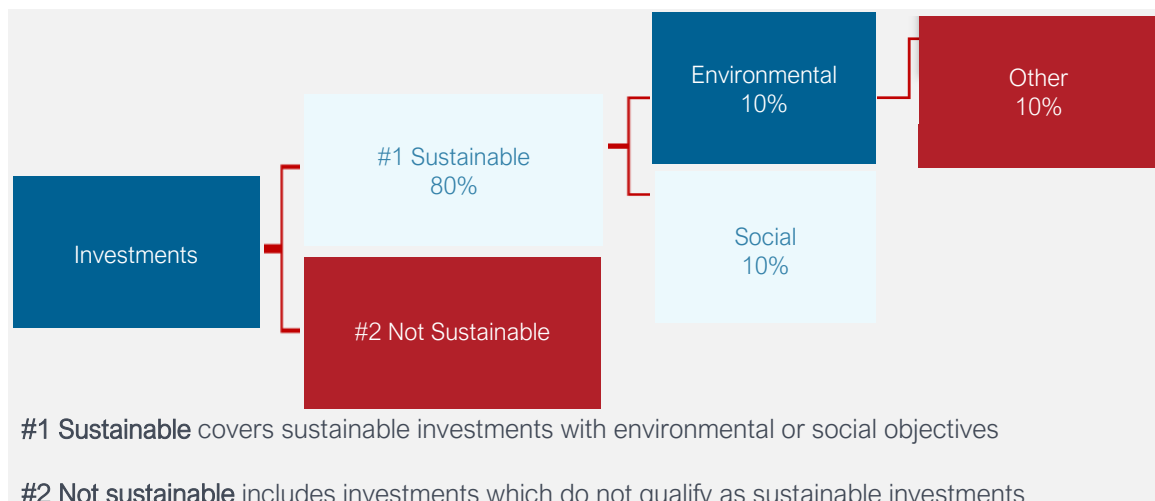 Environmental
10%
Other
10%
#1 Sustainable
80%
Social
10%
Investments
#2 Not Sustainable
#1 Sustainable covers sustainable investments with environmental or social objectives
#2 Not sustainable includes investments which do not qualify as sustainable investments